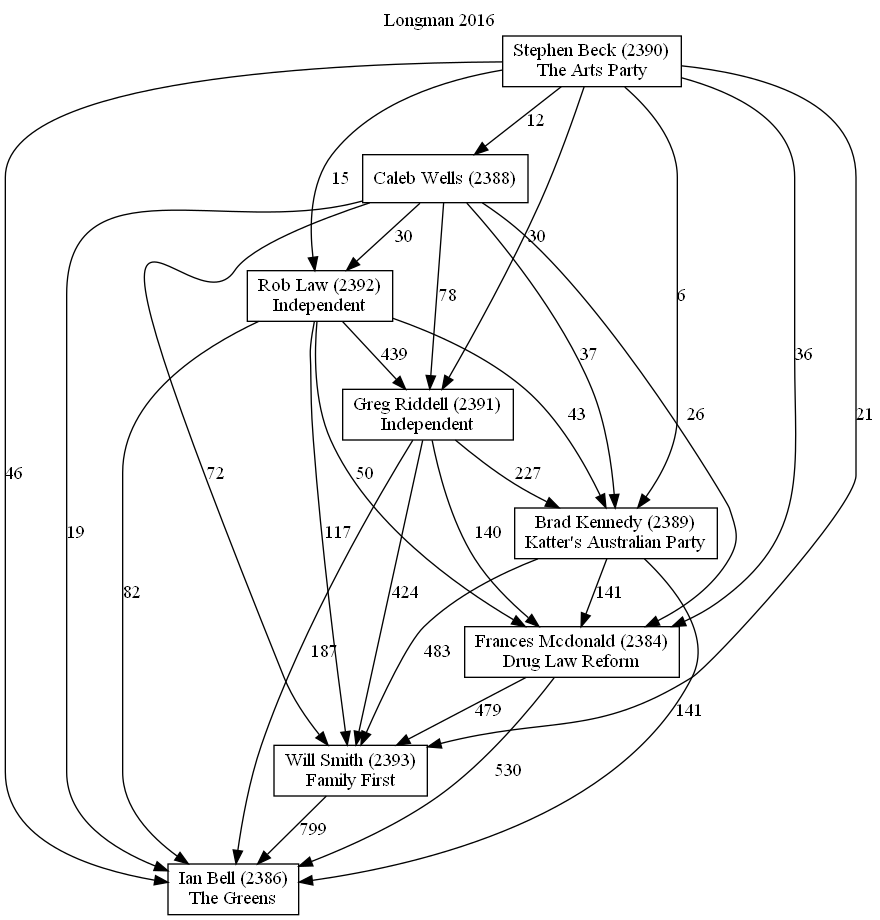 Longman 2016
Stephen Beck (2390)
The Arts Party
12
Caleb Wells (2388)
15
30
30
Rob Law (2392)
Independent
78
6
439
37
36
Greg Riddell (2391)
Independent
43
26
21
46
72
50
227
Brad Kennedy (2389)
Katter's Australian Party
19
117
140
82
424
141
187
483
Frances Mcdonald (2384)
Drug Law Reform
479
141
Will Smith (2393)
Family First
530
799
Ian Bell (2386)
The Greens